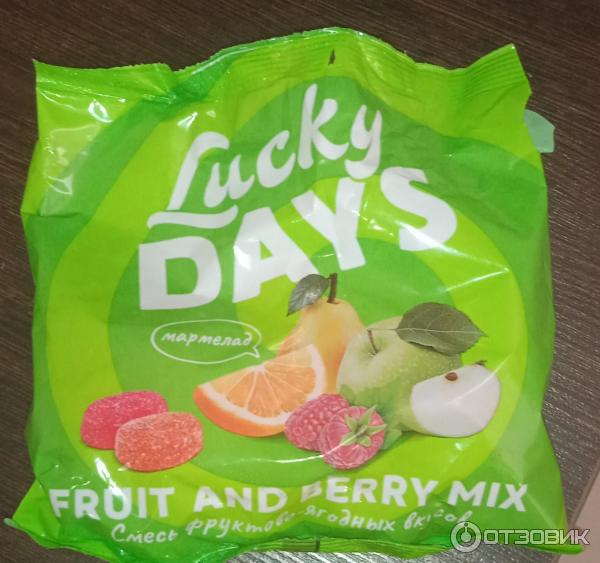 Lucky
DAYS
мармелад
FRUIT AND BERRY MIX
Смесь фруктово-ягодных вкусов
ОТЗОВИК